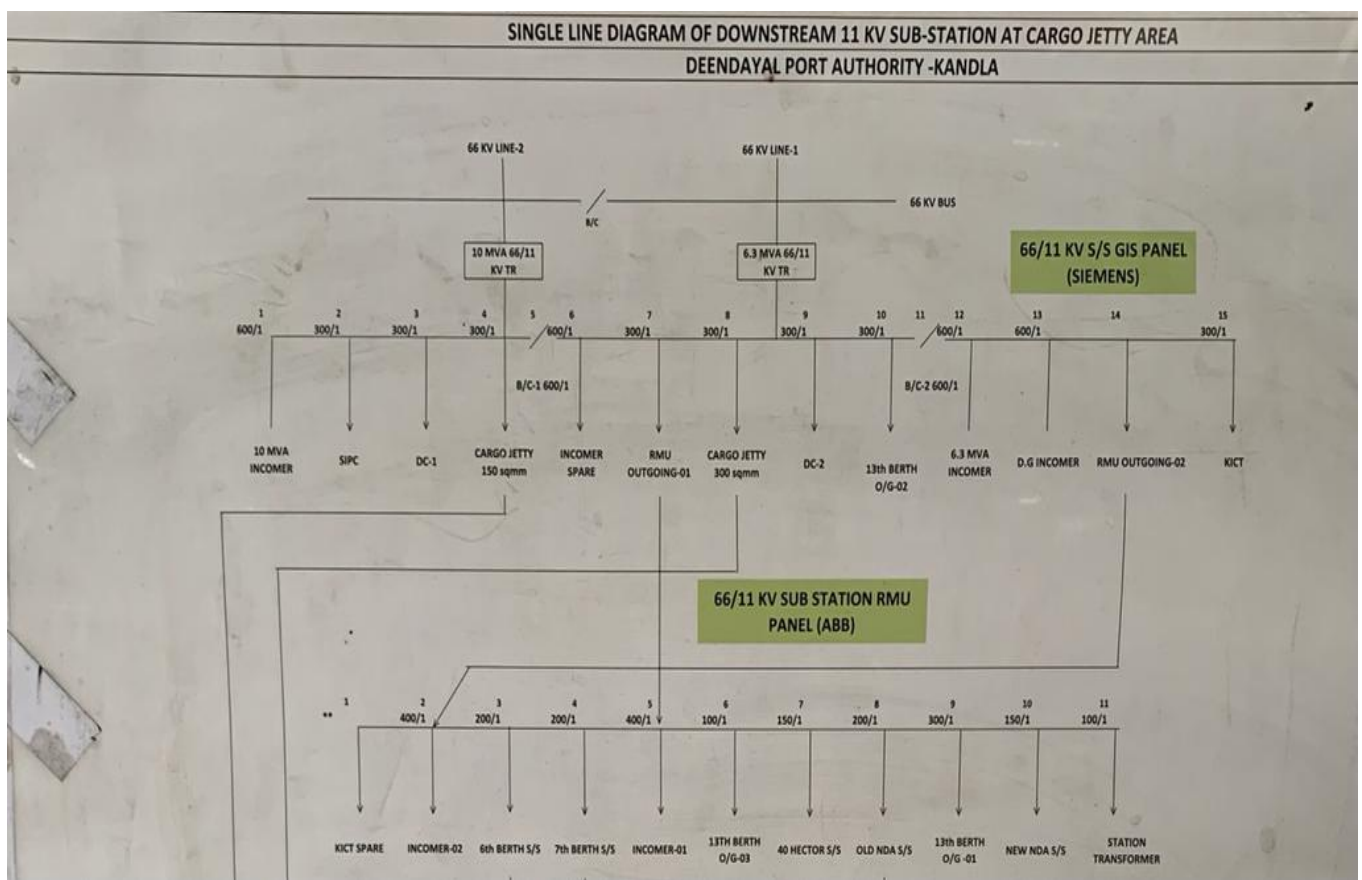 SINGLE LINE DIAGRAM OF DOWNSTREAM 11 KV SUB-STATION AT CARGO JETTY AREA
DEENDAYAL PORT AUTHORITY -KANDLA
66 KV LINE-2
66 KV LINE-1
66 KV BUS
B/C
10 MVA 66/11
KV TR
6.3 MVA 66/11
KV TR
66/11 KV S/S GIS PANEL
(SIEMENS)
1 2 3 4 5 6 7 8 9 10 11 12 13 14 15
600/1 300/1 300/1 300/1 600/1 300/1 300/1 300/1 300/1 600/1 600/1 300/1
B/C-1 600/1
B/C-2 600/1
10 MVA
INCOMER
SIPC
DC-1
CARGO JETTY
150 sqmm
INCOMER
SPARE
RMU
OUTGOING-01
CARGO JETTY
300 sqmm
DC-2
13th BERTH
O/G-02
6.3 MVA
INCOMER
D.G INCOMER
RMU OUTGOING-02
KICT
66/11 KV SUB STATION RMU
PANEL (ABB)
1 2 3 4 5 6 7 8 9 10 11
** 400/1 200/1 200/1 400/1 100/1 150/1 200/1 300/1 150/1 100/1
KICT SPARE
INCOMER-02
6th BERTH S/S
7th BERTH S/S
INCOMER-01
13TH BERTH
O/G-03
40 HECTOR S/S
OLD NDA S/S
13th BERTH
O/G -01
NEW NDA S/S
STATION
TRANSFORMER